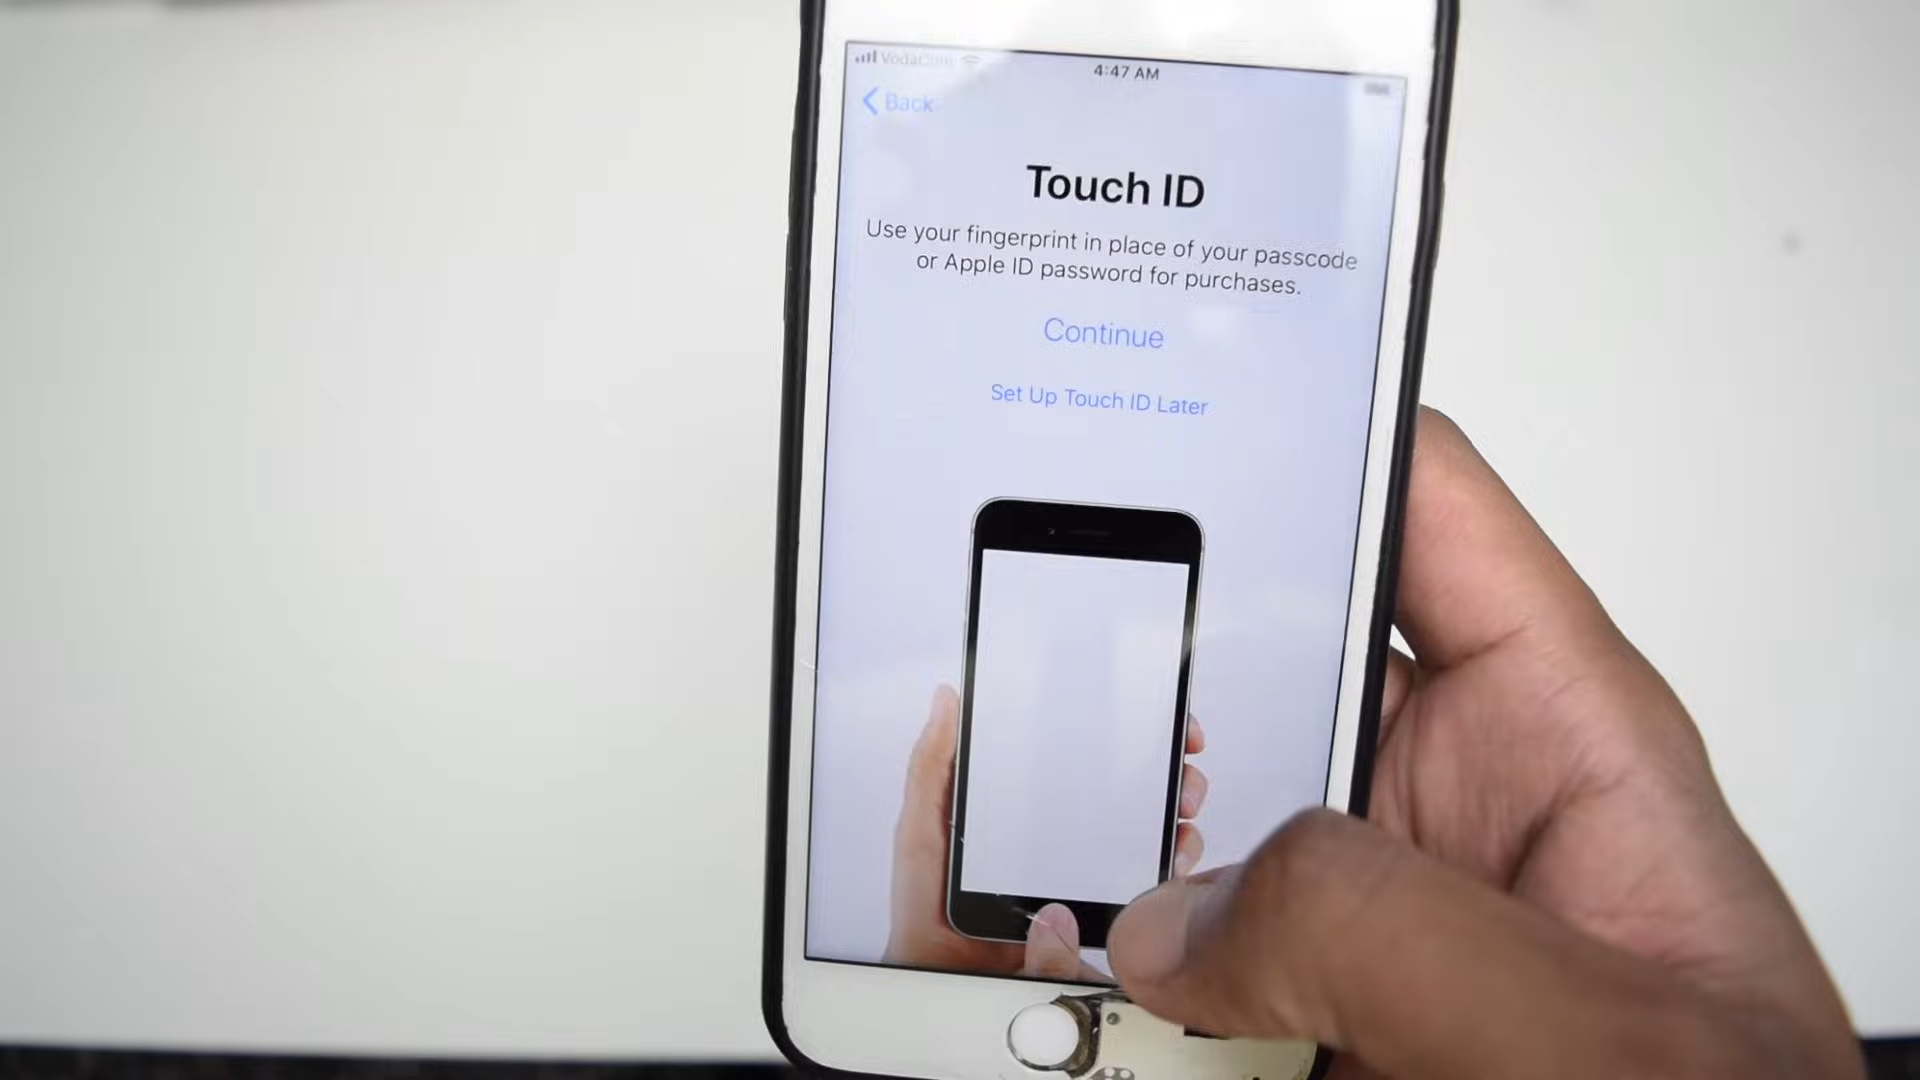 VodaCom
4:47 AM
Back
Touch ID
Use your fingerprint in place of your passcode
or Apple ID password for purchases.
Continue
Set Up Touch ID Later